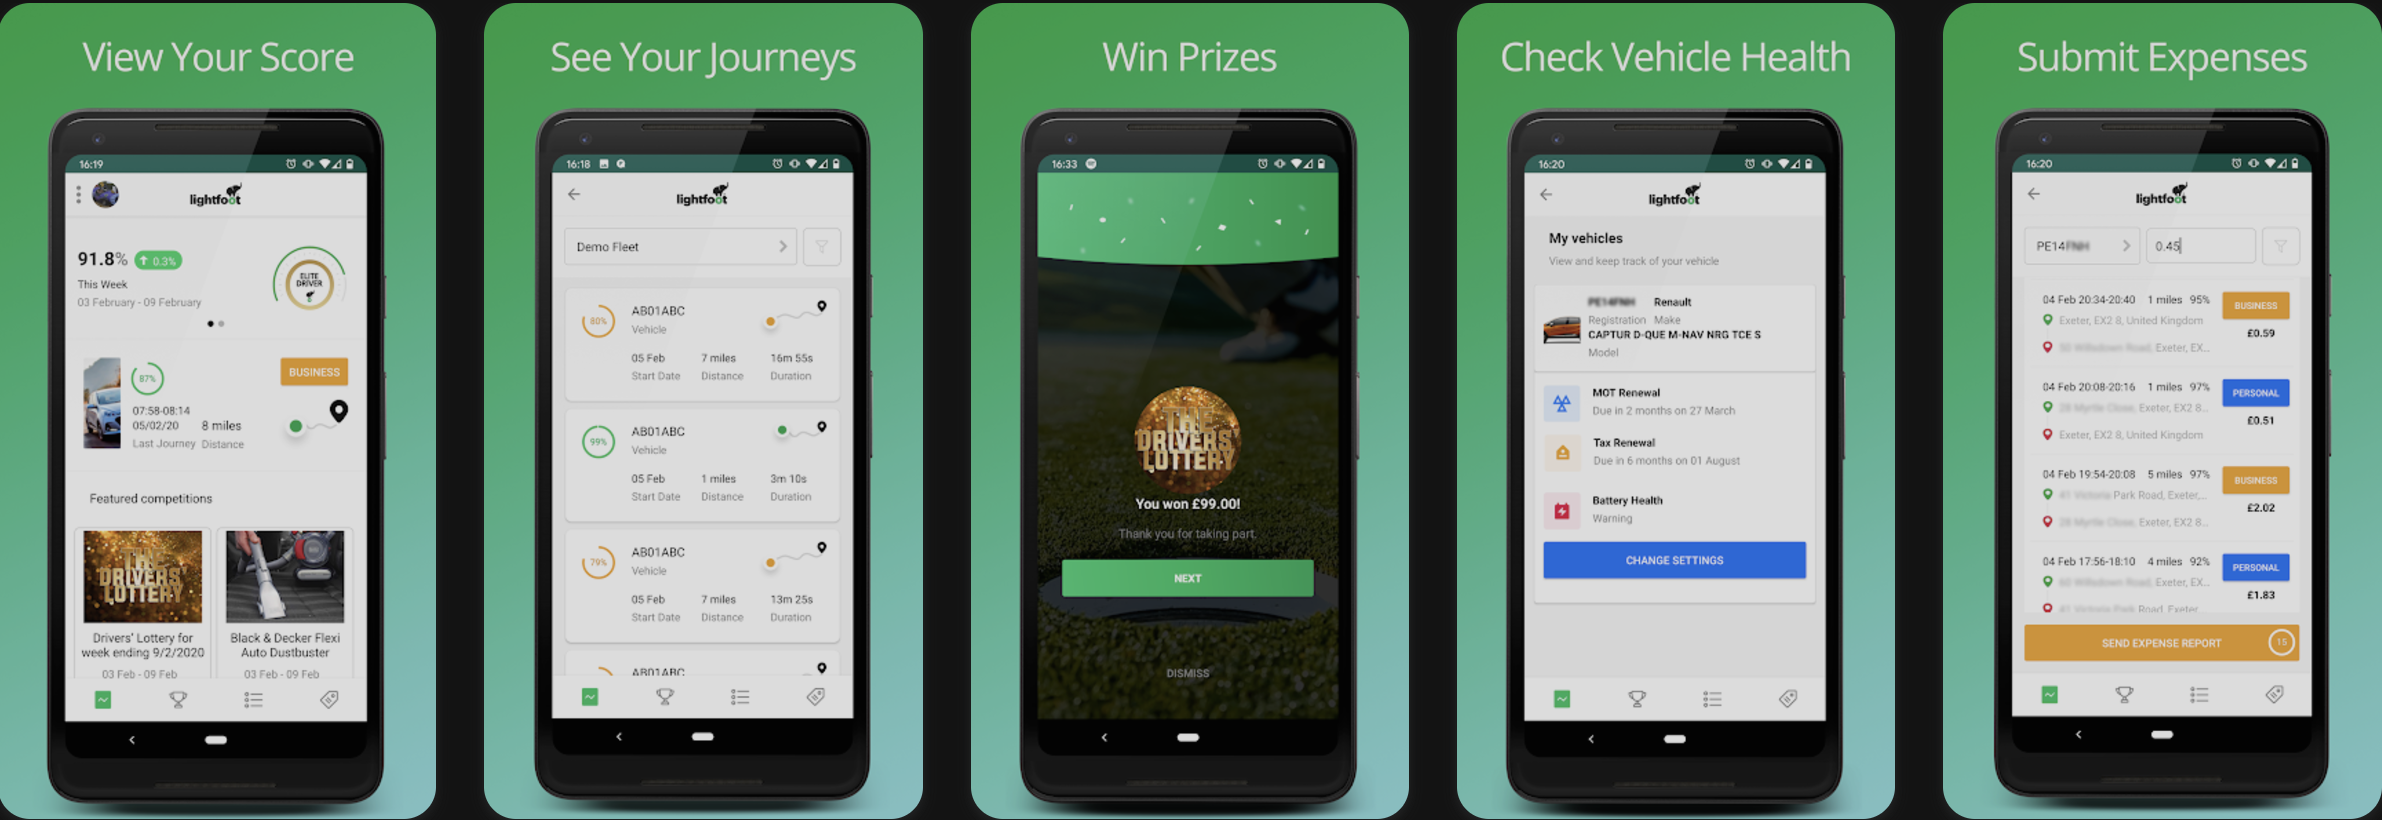 View Your Score
16:19
lightfoot
91.8% ↑ 0.3%
This Week
03 February - 09 February
ELITE
DRIVER
87%
BUSINESS
07:58-08:14
05/02/20 8 miles
Last Journey Distance
Featured competitions
THE
DRIVERS'
LOTTERY
Drivers' Lottery for
week ending 9/2/2020
03 Feb - 09 Feb
Black & Decker Flexi
Auto Dustbuster
03 Feb - 09 Feb
See Your Journeys
16:18
lightfoot
Demo Fleet
80%
AB01ABC
Vehicle
05 Feb 7 miles 16m 55s
Start Date Distance Duration
99%
AB01ABC
Vehicle
05 Feb 1 miles 3m 10s
Start Date Distance Duration
79%
AB01ABC
Vehicle
05 Feb 7 miles 13m 25s
Start Date Distance Duration
AB01ABC
Win Prizes
16:33
THE
DRIVERS'
LOTTERY
You won £99.00!
Thank you for taking part.
NEXT
DISMISS
Check Vehicle Health
16:20
lightfoot
My vehicles
View and keep track of your vehicle
Renault
Registration Make
CAPTUR D-QUE M-NAV NRG TCE S
Model
MOT Renewal
Due in 2 months on 27 March
Tax Renewal
Due in 6 months on 01 August
Battery Health
Warning
CHANGE SETTINGS
Submit Expenses
16:20
lightfoot
PE14
0.45
04 Feb 20:34-20:40 1 miles 95%
BUSINESS
Exeter, EX2 8, United Kingdom
£0.59
Exeter, EX...
04 Feb 20:08-20:16 1 miles 97%
PERSONAL
Exeter, EX2 8...
£0.51
Exeter, EX2 8, United Kingdom
04 Feb 19:54-20:08 5 miles 97%
BUSINESS
Park Road, Exeter,...
£2.02
Exeter, EX2 8...
04 Feb 17:56-18:10 4 miles 92%
PERSONAL
Exeter, EX...
£1.83
Road, Exeter
SEND EXPENSE REPORT 15